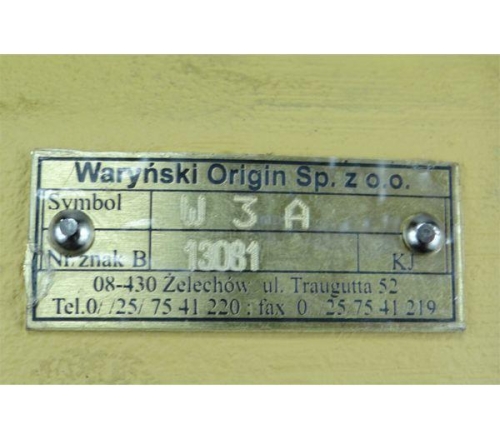 Waryński Origin Sp. z o.o.
Symbol W 3 A
Nr/znak B 13081 KJ
08-430 Żelechów ul. Traugutta 52
Tel.0/ /25/ 75 41 220 ; fax 0 25 75 41 219